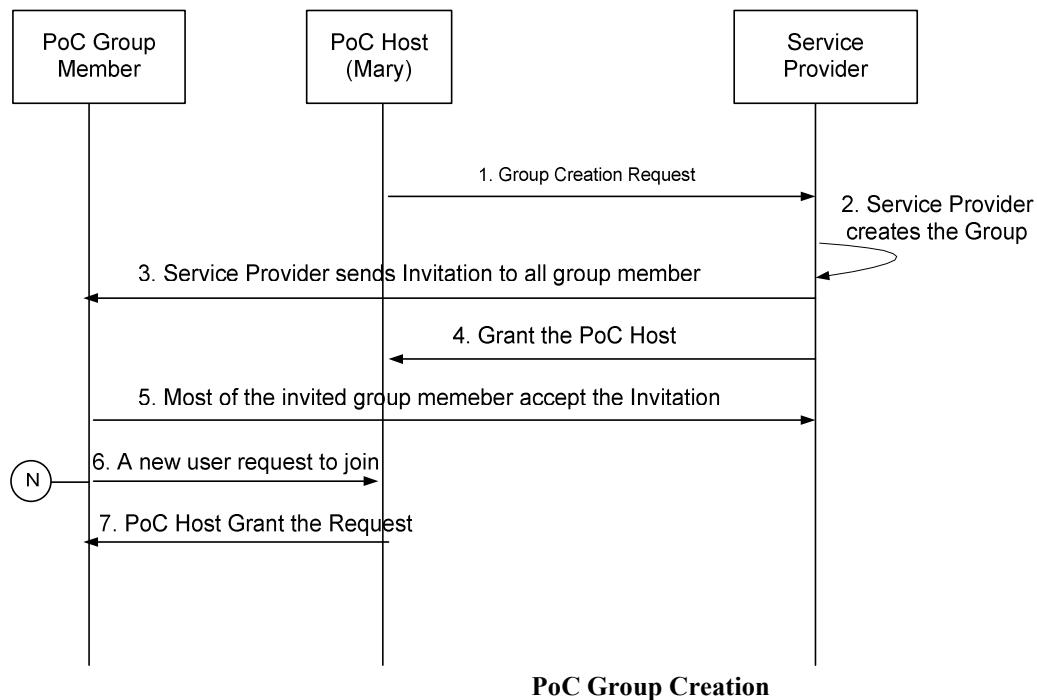 PoC Group
Member
PoC Host
(Mary)
Service
Provider
1. Group Creation Request
2. Service Provider
creates the Group
3. Service Provider sends Invitation to all group member
4. Grant the PoC Host
5. Most of the invited group memeber accept the Invitation
6. A new user request to join
N
7. PoC Host Grant the Request
PoC Group Creation